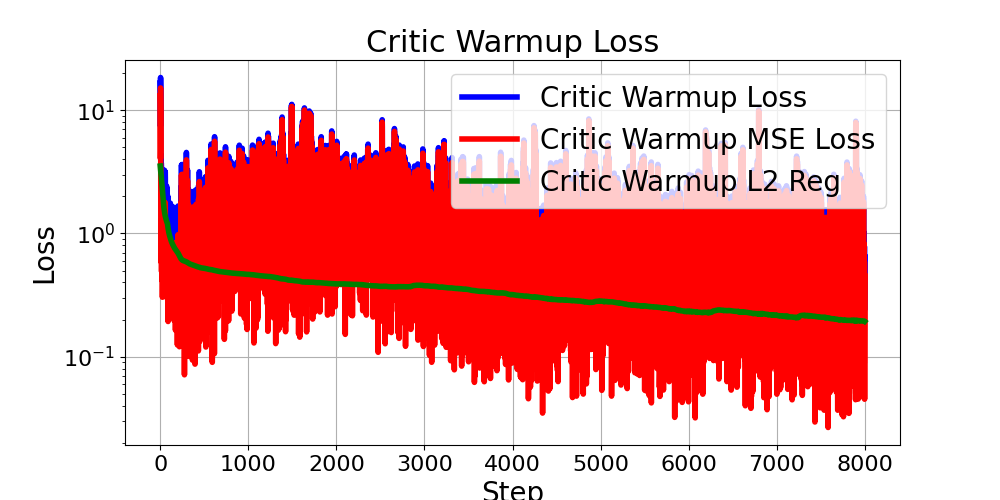 Critic Warmup Loss
Critic Warmup Loss
Critic Warmup MSE Loss
Critic Warmup L2 Reg
Loss
10¹
10⁰
10⁻¹
0 1000 2000 3000 4000 5000 6000 7000 8000
Step